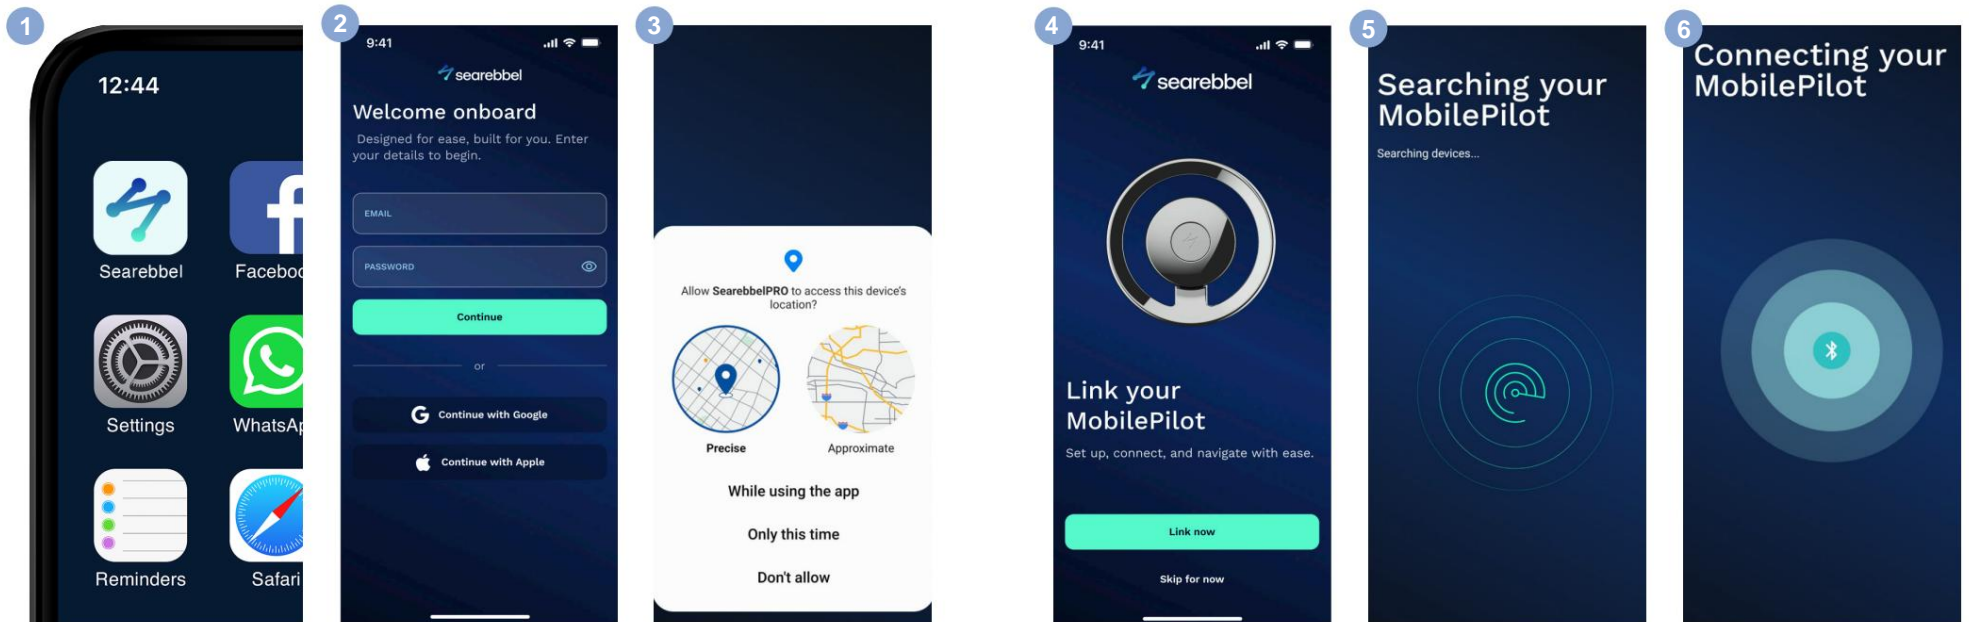 1
12:44
Searebbel
Faceboo
Settings
WhatsAp
Reminders
Safari
2
9:41
searebbel
Welcome onboard
Designed for ease, built for you. Enter
your details to begin.
EMAIL
PASSWORD
Continue
or
Continue with Google
Continue with Apple
3
Allow SearebbelPRO to access this device's
location?
Precise
Approximate
While using the app
Only this time
Don't allow
4
9:41
searebbel
Link your
MobilePilot
Set up, connect, and navigate with ease.
Link now
Skip for now
5
Searching your
MobilePilot
Searching devices...
6
Connecting your
MobilePilot